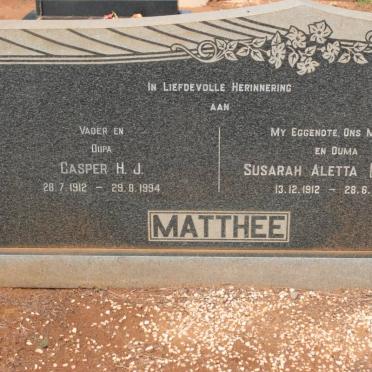 In Liefdevolle Herinnering
aan
Vader en
Oupa
Casper H. J.
28.7.1912 – 29.8.1994
My Eggenote, Ons
en Ouma
Susarah Aletta
13.12.1912 – 28.6.
MATTHEE